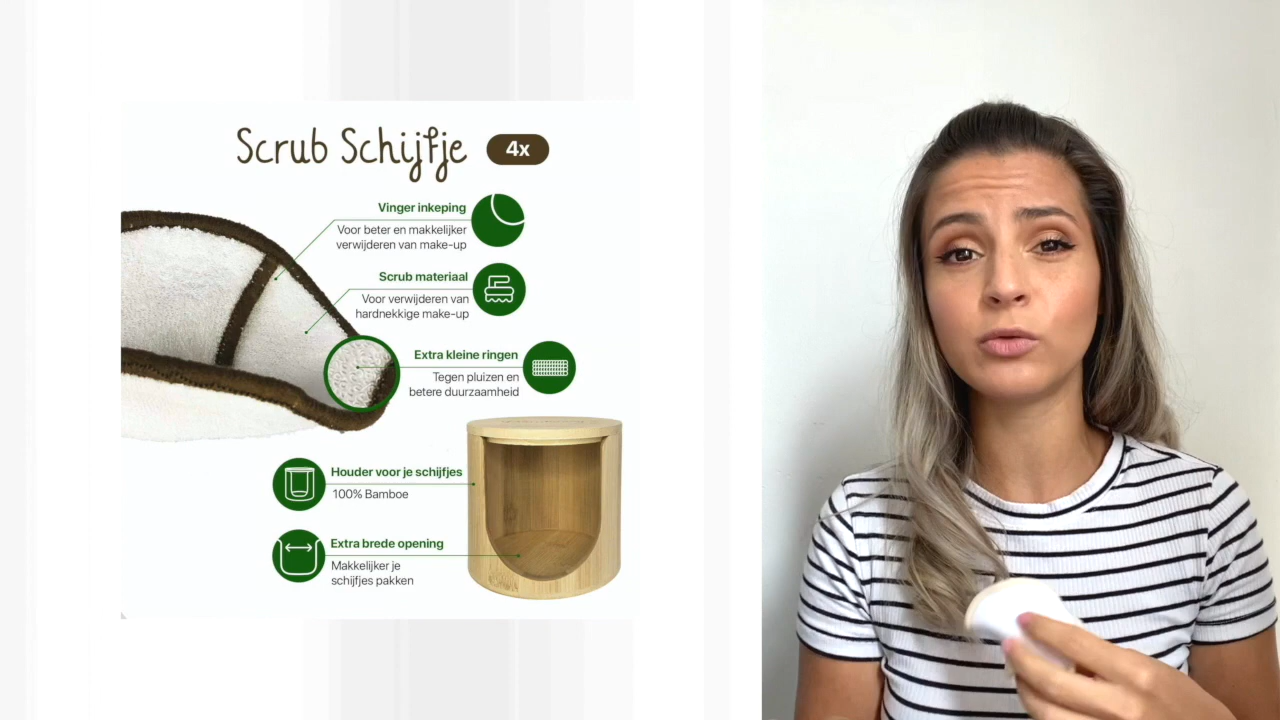 Scrub Schijfje 4x
Vinger inkeping
Voor beter en makkelijker
verwijderen van make-up
Scrub materiaal
Voor verwijderen van
hardnekkige make-up
Extra kleine ringen
Tegen pluizen en
betere duurzaamheid
Houder voor je schijfjes
100% Bamboe
Extra brede opening
Makkelijker je
schijfjes pakken